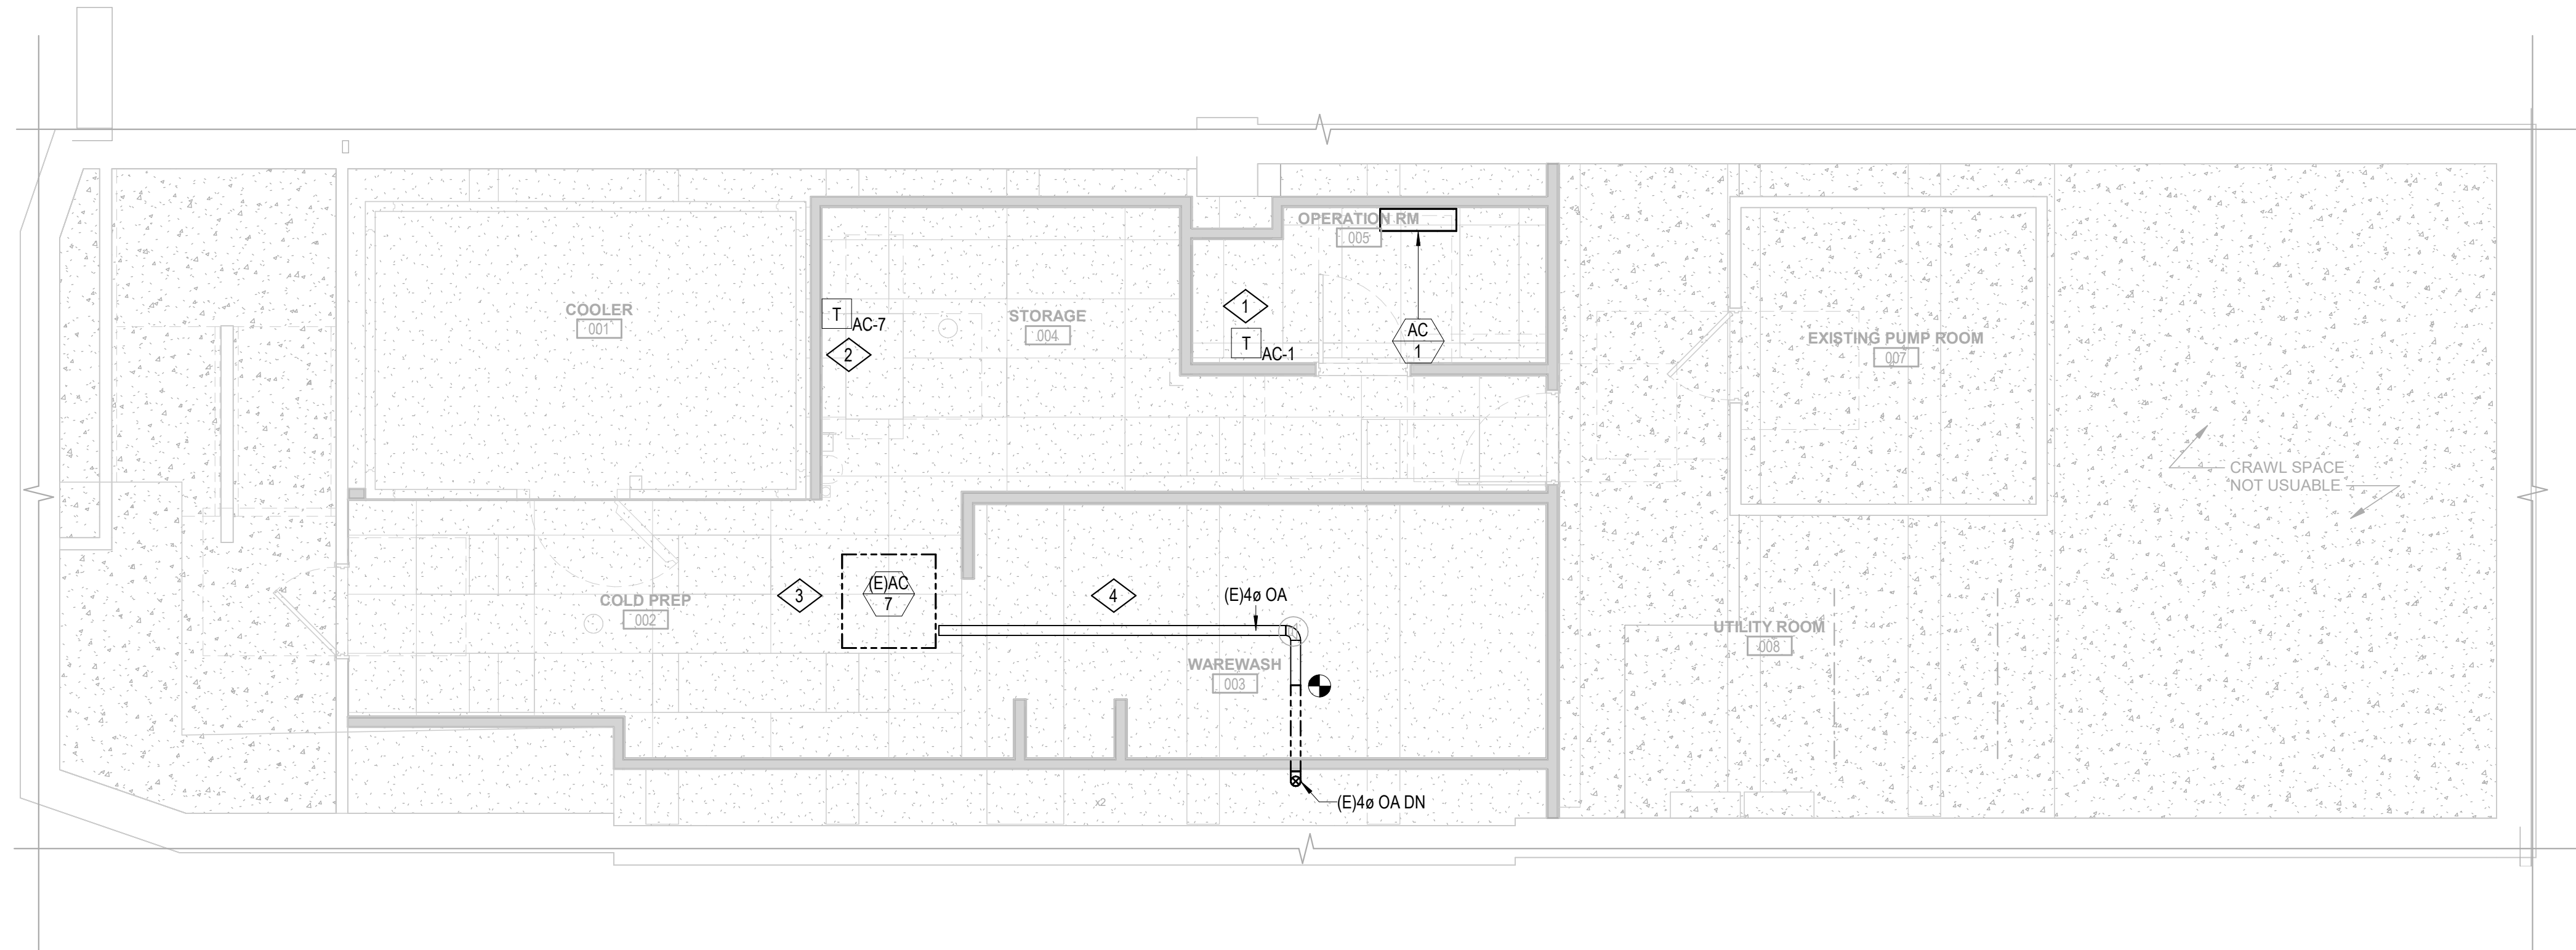 OPERATION RM
005
COOLER
001
T
AC-7
2
STORAGE
004
1
T
AC-1
AC
1
EXISTING PUMP ROOM
007
CRAWL SPACE
NOT USUABLE
3
(E)AC
7
4
(E)4ø OA
COLD PREP
002
WAREWASH
003
UTILITY ROOM
008
x2
(E)4ø OA DN